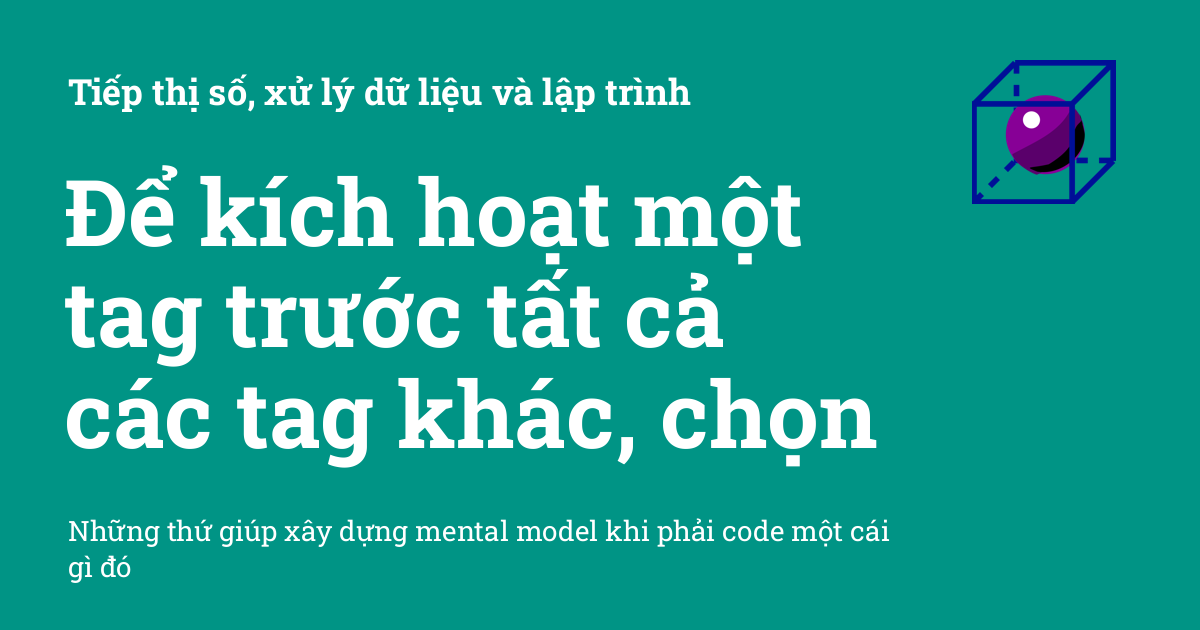 Tiếp thị số, xử lý dữ liệu và lập trình
Để kích hoạt một
tag trước tất cả
các tag khác, chọn
Những thứ giúp xây dựng mental model khi phải code một cái
gì đó